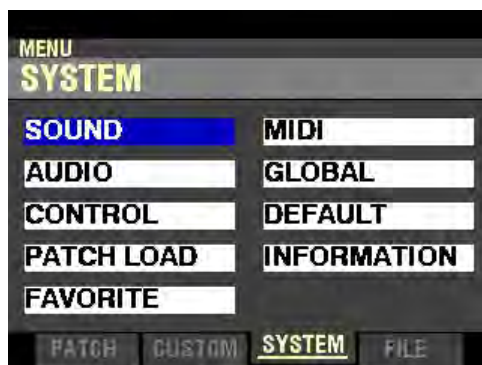 MENU
SYSTEM
SOUND
MIDI
AUDIO
GLOBAL
CONTROL
DEFAULT
PATCH LOAD
INFORMATION
FAVORITE
PATCH CUSTOM SYSTEM FILE